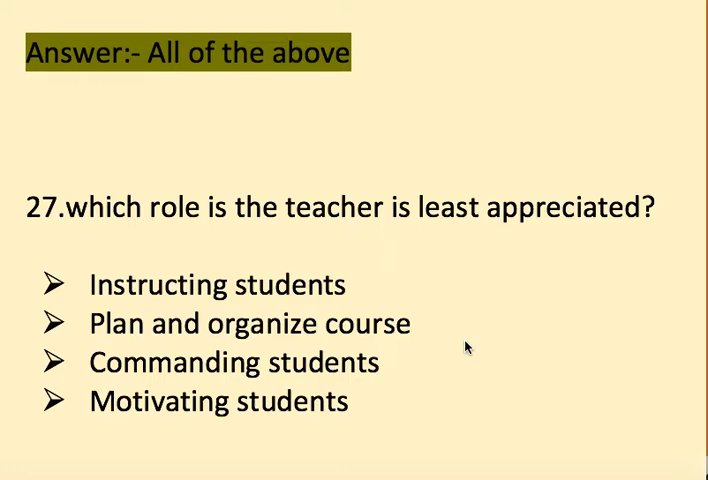 Answer:- All of the above
27.which role is the teacher is least appreciated?
➢ Instructing students
➢ Plan and organize course
➢ Commanding students
➢ Motivating students